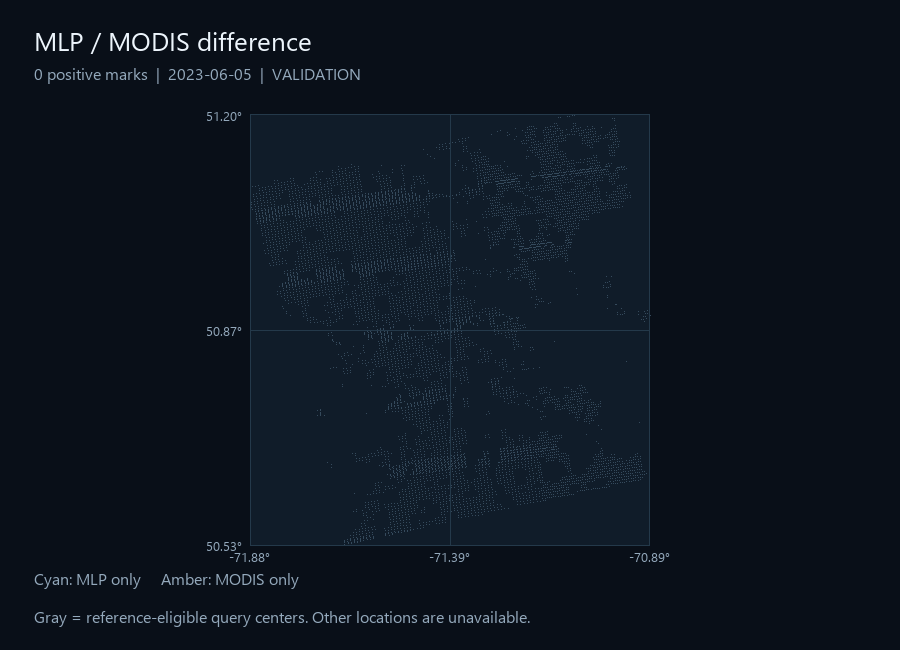 MLP / MODIS difference
0 positive marks | 2023-06-05 | VALIDATION
51.20°
50.87°
50.53°
-71.88° -71.39° -70.89°
Cyan: MLP only Amber: MODIS only
Gray = reference-eligible query centers. Other locations are unavailable.